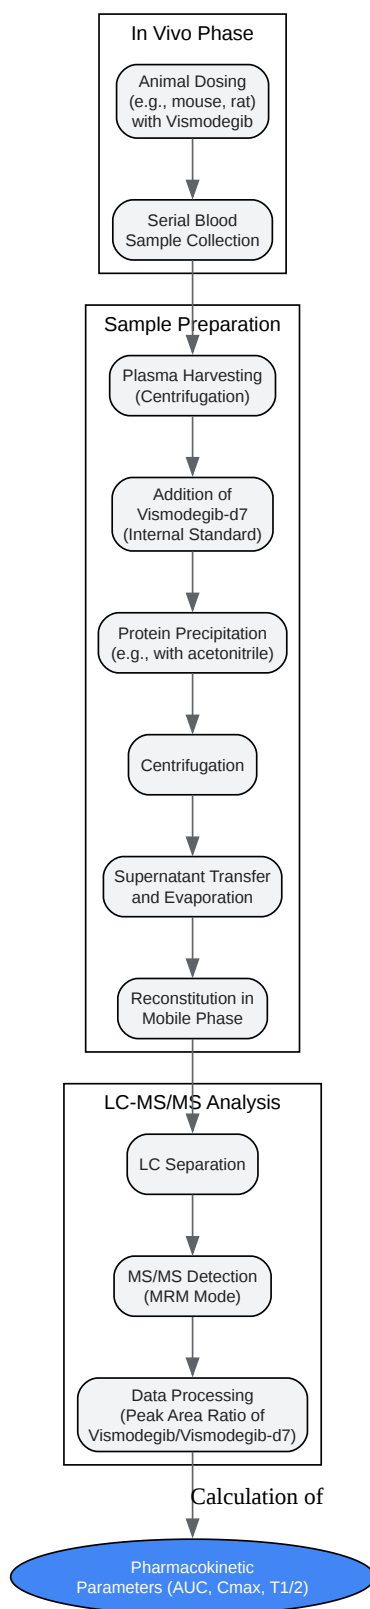 In Vivo Phase
Animal Dosing
(e.g., mouse, rat)
with Vismodegib
Serial Blood
Sample Collection
Sample Preparation
Plasma Harvesting
(Centrifugation)
Addition of
Vismodegib-d7
(Internal Standard)
Protein Precipitation
(e.g., with acetonitrile)
Centrifugation
Supernatant Transfer
and Evaporation
Reconstitution in
Mobile Phase
LC-MS/MS Analysis
LC Separation
MS/MS Detection
(MRM Mode)
Data Processing
(Peak Area Ratio of
Vismodegib/Vismodegib-d7)
Calculation of
Pharmacokinetic
Parameters (AUC, Cmax, T1/2)